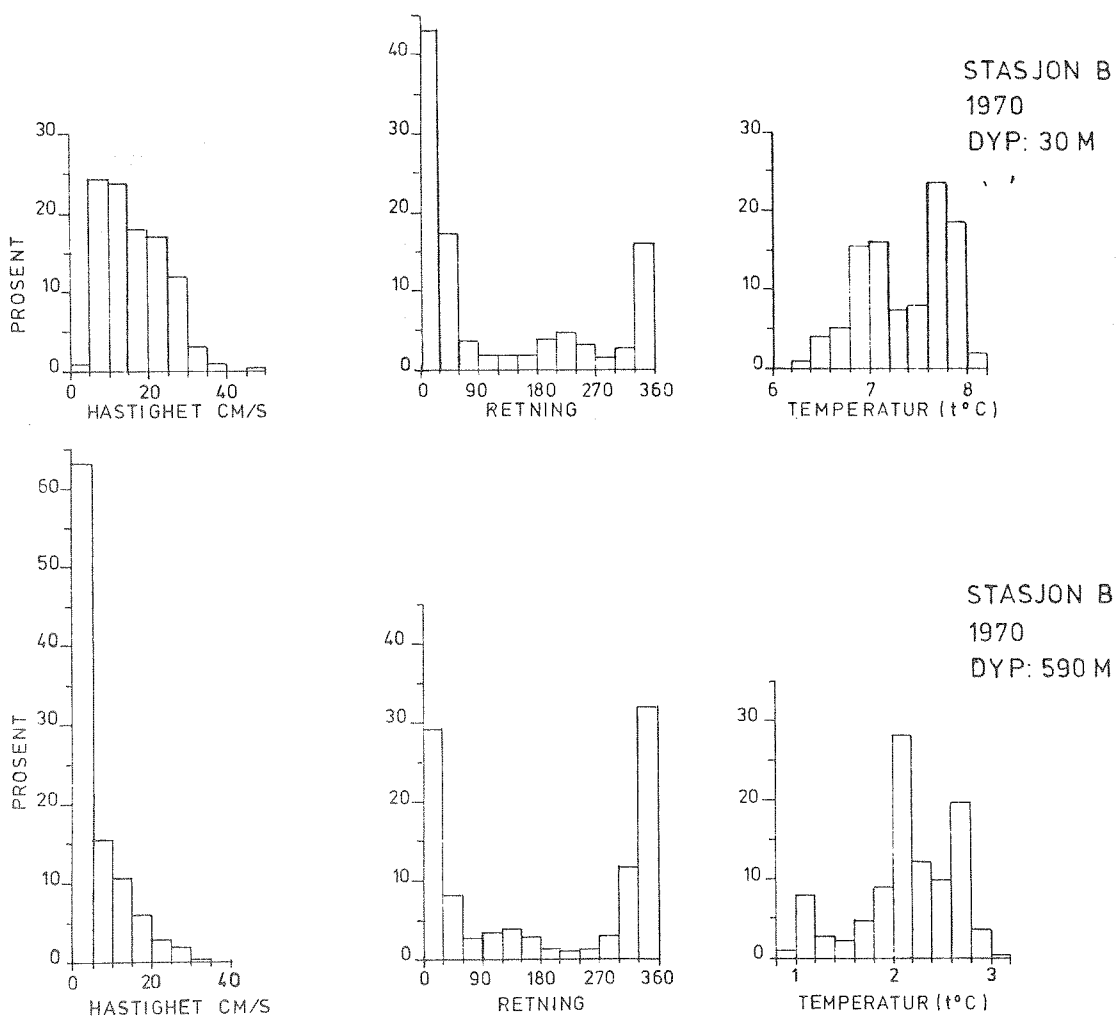 STASJON B
1970
DYP: 30 M
PROSENT
30
20
10
0
0 20 40
HASTIGHET CM/S
40
30
20
10
0
0 90 180 270 360
RETNING
30
20
10
0
6 7 8
TEMPERATUR (t°C)
STASJON B
1970
DYP: 590 M
PROSENT
60
50
40
30
20
10
0
0 20 40
HASTIGHET CM/S
40
30
20
10
0
0 90 180 270 360
RETNING
30
20
10
0
1 2 3
TEMPERATUR (t°C)